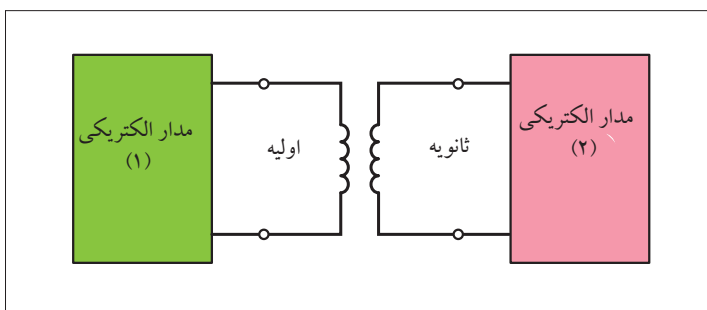 مدار الکتریکی
(۱)
اولیه
ثانویه
مدار الکتریکی
(۲)